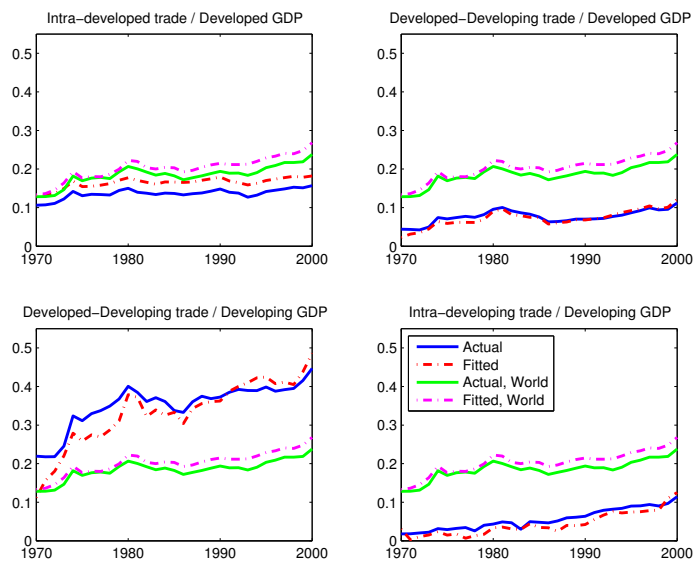 Intra−developed trade / Developed GDP
0.5
0.4
0.3
0.2
0.1
0
1970 1980 1990 2000
Developed−Developing trade / Developed GDP
0.5
0.4
0.3
0.2
0.1
0
1970 1980 1990 2000
Developed−Developing trade / Developing GDP
0.5
0.4
0.3
0.2
0.1
0
1970 1980 1990 2000
Intra−developing trade / Developing GDP
0.5
0.4
0.3
0.2
0.1
0
1970 1980 1990 2000
Actual
Fitted
Actual, World
Fitted, World